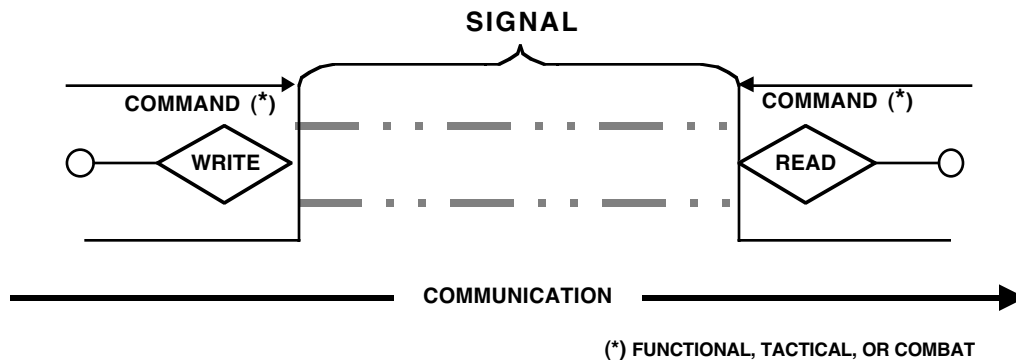 SIGNAL
COMMAND (*)
COMMAND (*)
WRITE
READ
COMMUNICATION
(*) FUNCTIONAL, TACTICAL, OR COMBAT